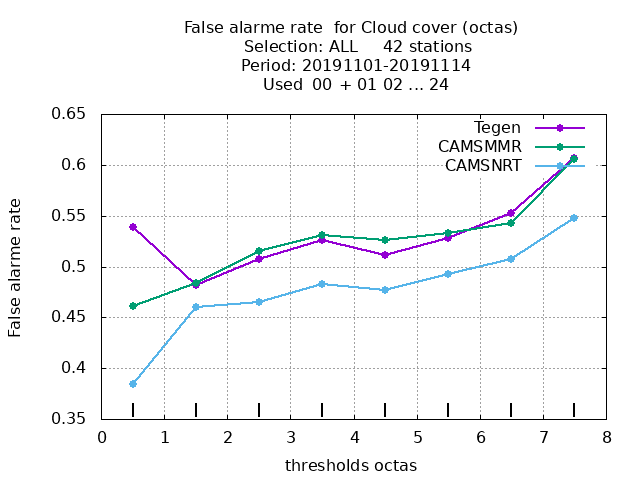 False alarme rate  for Cloud cover (octas)
Selection: ALL     42 stations
Period: 20191101-20191114
Used  00  + 01 02 ... 24
Tegen
CAMSMMR
CAMSNRT
0.65
0.6
0.55
0.5
0.45
0.4
0.35
False alarme rate
0 1 2 3 4 5 6 7 8
thresholds octas